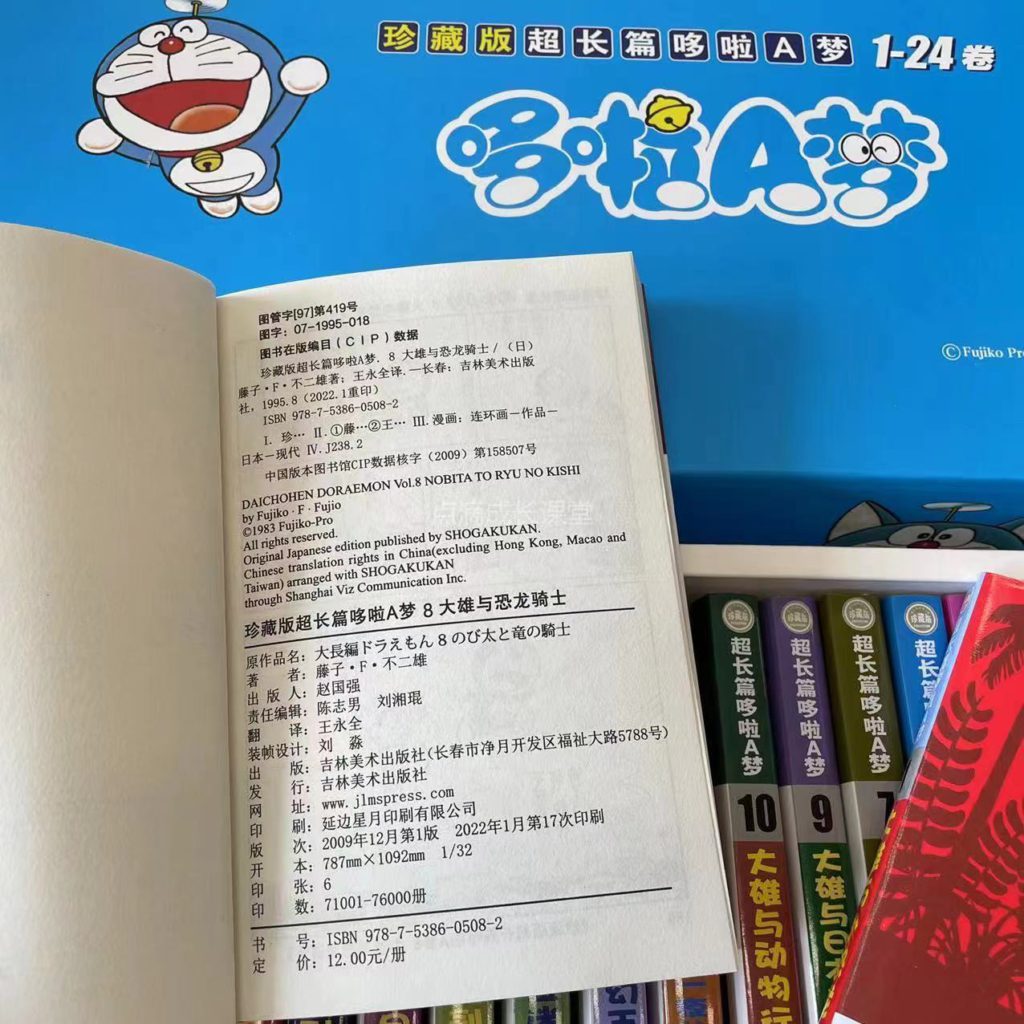 珍藏版超长篇哆啦A梦 1-24卷
哆啦A梦
©Fujiko Pro
图管字[97]第419号
图字：07-1995-018
图书在版编目（CIP）数据
珍藏版超长篇哆啦A梦. 8 大雄与恐龙骑士/（日）
藤子·F·不二雄著；王永全译.—长春：吉林美术出版
社，1995.8（2022.1重印）
ISBN 978-7-5386-0508-2
Ⅰ. 珍… Ⅱ.①藤…②王… Ⅲ.漫画：连环画－作品－
日本－现代 Ⅳ.J238.2
中国版本图书馆CIP数据核字（2009）第158507号
DAICHOHEN DORAEMON Vol.8 NOBITA TO RYU NO KISHI
by Fujiko · F · Fujio
©1983 Fujiko-Pro
All rights reserved.
Original Japanese edition published by SHOGAKUKAN.
Chinese translation rights in China(excluding Hong Kong, Macao and
Taiwan) arranged with SHOGAKUKAN
through Shanghai Viz Communication Inc.
珍藏版超长篇哆啦A梦 8 大雄与恐龙骑士
原作品名：大長編ドラえもん 8 のび太と竜の騎士
著 者：藤子·F·不二雄
出 版 人：赵国强
责任编辑：陈志男 刘湘琨
翻 译：王永全
装帧设计：刘 淼
出 版：吉林美术出版社(长春市净月开发区福祉大路5788号)
发 行：吉林美术出版社
网 址：www.jlmspress.com
印 刷：延边星月印刷有限公司
版 次：2009年12月第1版 2022年1月第17次印刷
开 本：787mm×1092mm 1/32
印 张：6
印 数：71001-76000册
书 号：ISBN 978-7-5386-0508-2
定 价：12.00元/册
珍藏版
超长篇哆啦A梦
10
大雄与动物行
珍藏版
超长篇哆啦A梦
9
大雄与日本
珍藏版
超长篇哆啦A梦
7
珍藏版
超长篇哆啦